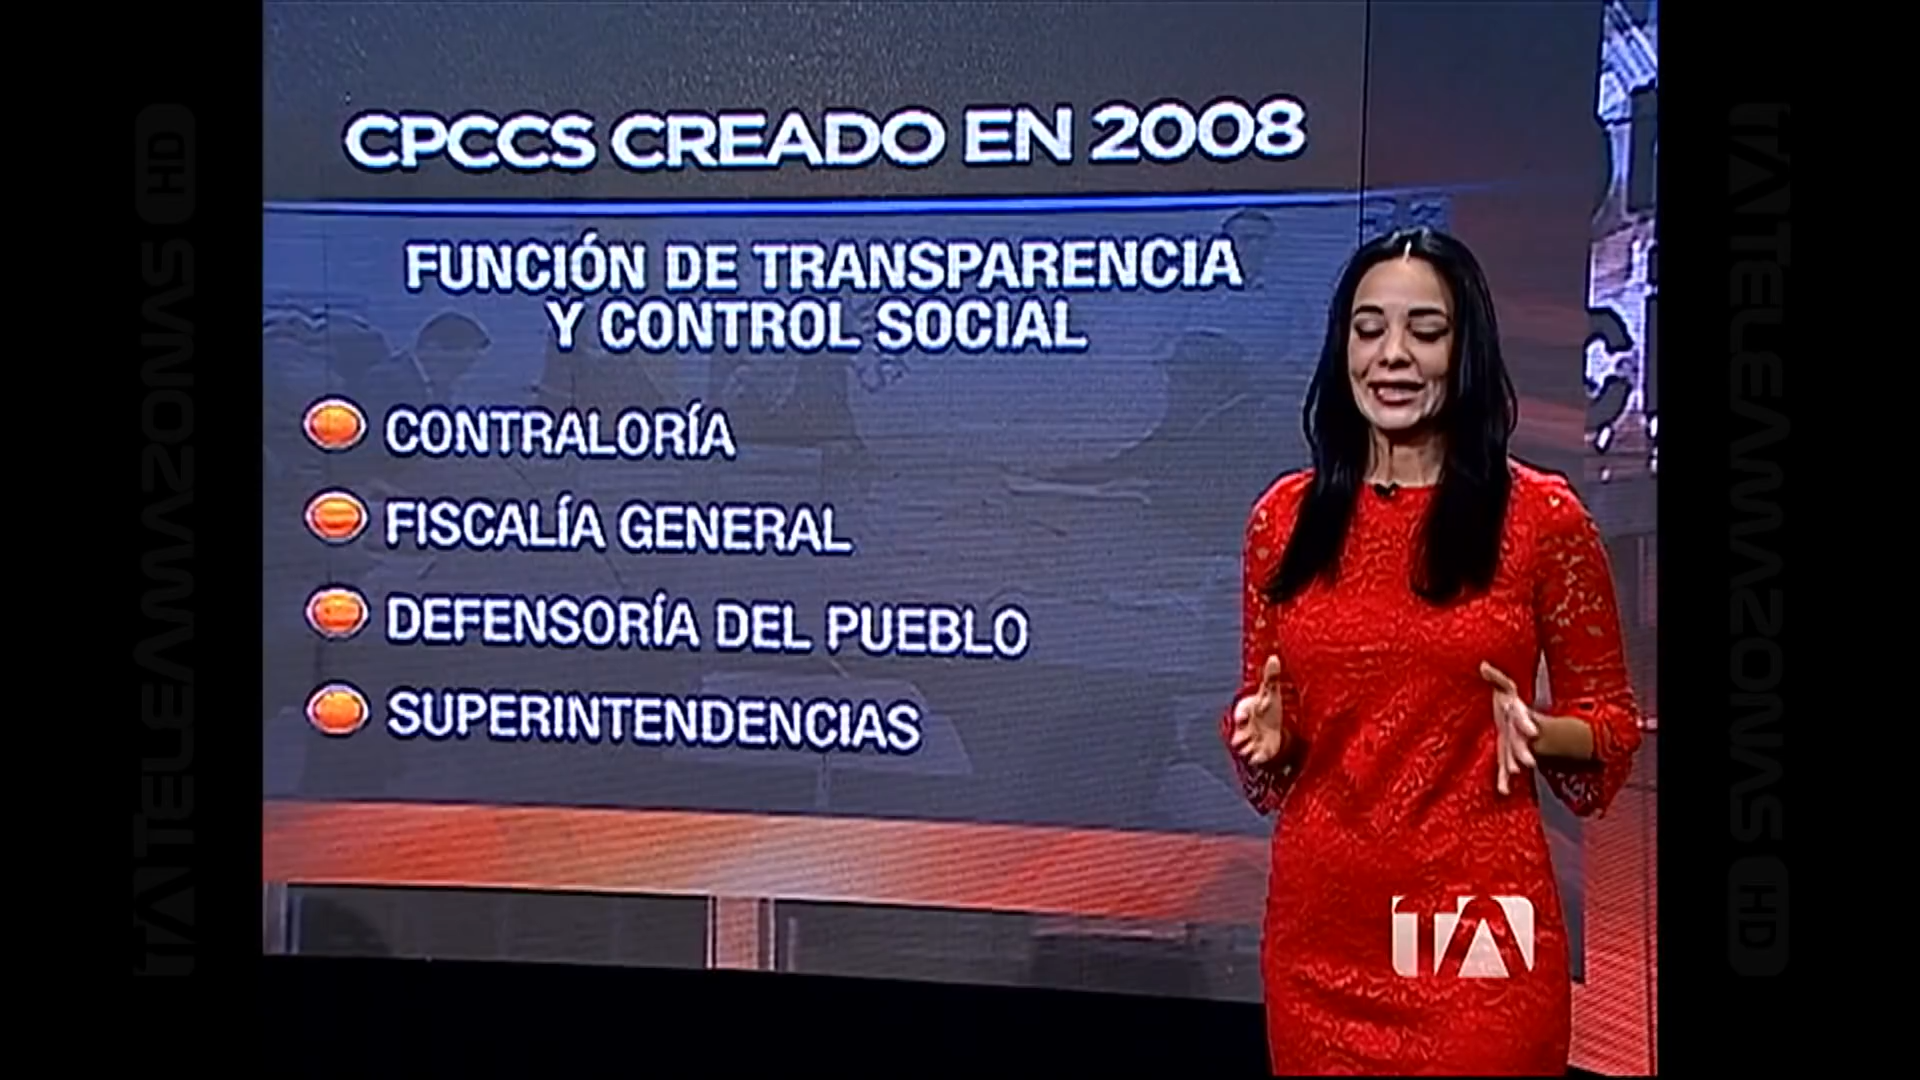 CPCCS CREADO EN 2008
FUNCIÓN DE TRANSPARENCIA
Y CONTROL SOCIAL
CONTRALORÍA
FISCALÍA GENERAL
DEFENSORÍA DEL PUEBLO
SUPERINTENDENCIAS
TA
TELEAMAZONAS HD
TELEAMAZONAS HD